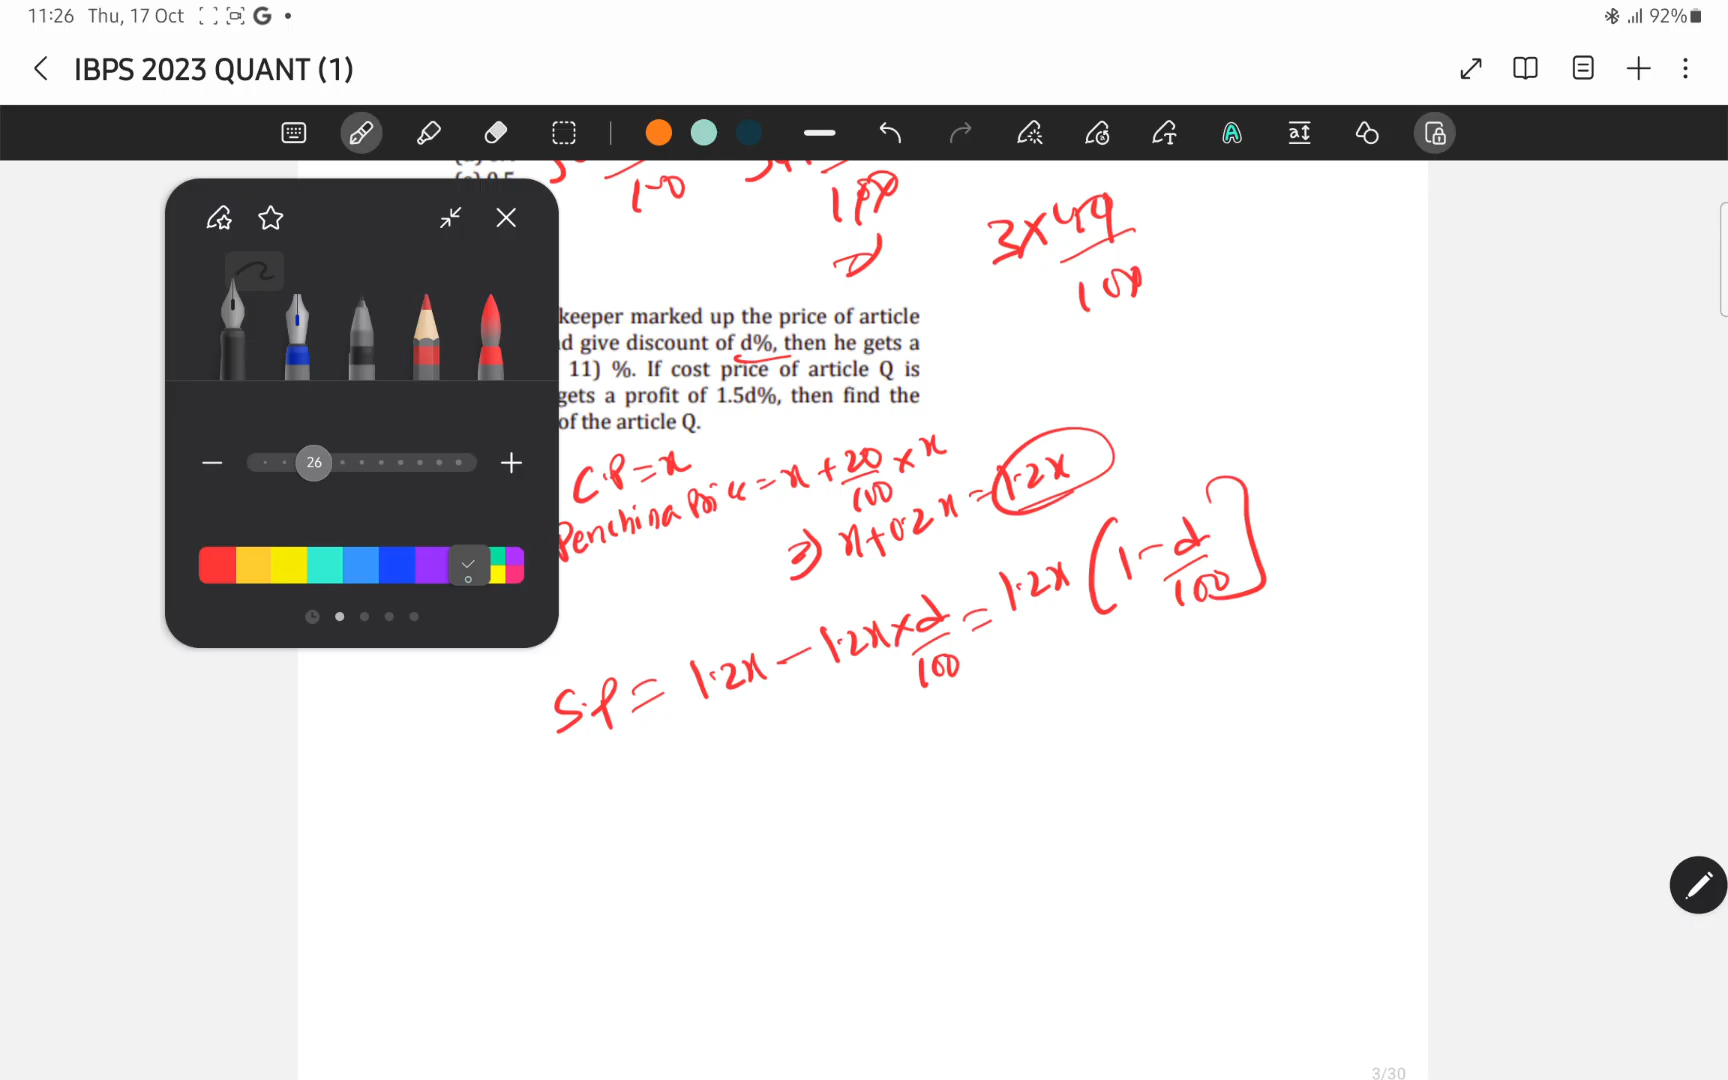 11:26 Thu, 17 Oct
92%
IBPS 2023 QUANT (1)
100
3x49
100
keeper marked up the price of article
d give discount of d%, then he gets a
11) %. If cost price of article Q is
gets a profit of 1.5d%, then find the
of the article Q.
26
C.P = x
= x + 20/100 × x
x + 0.2x = 1.2x
S.P = 1.2x - 1.2x × d/100 = 1.2x (1 - d/100]
3/30